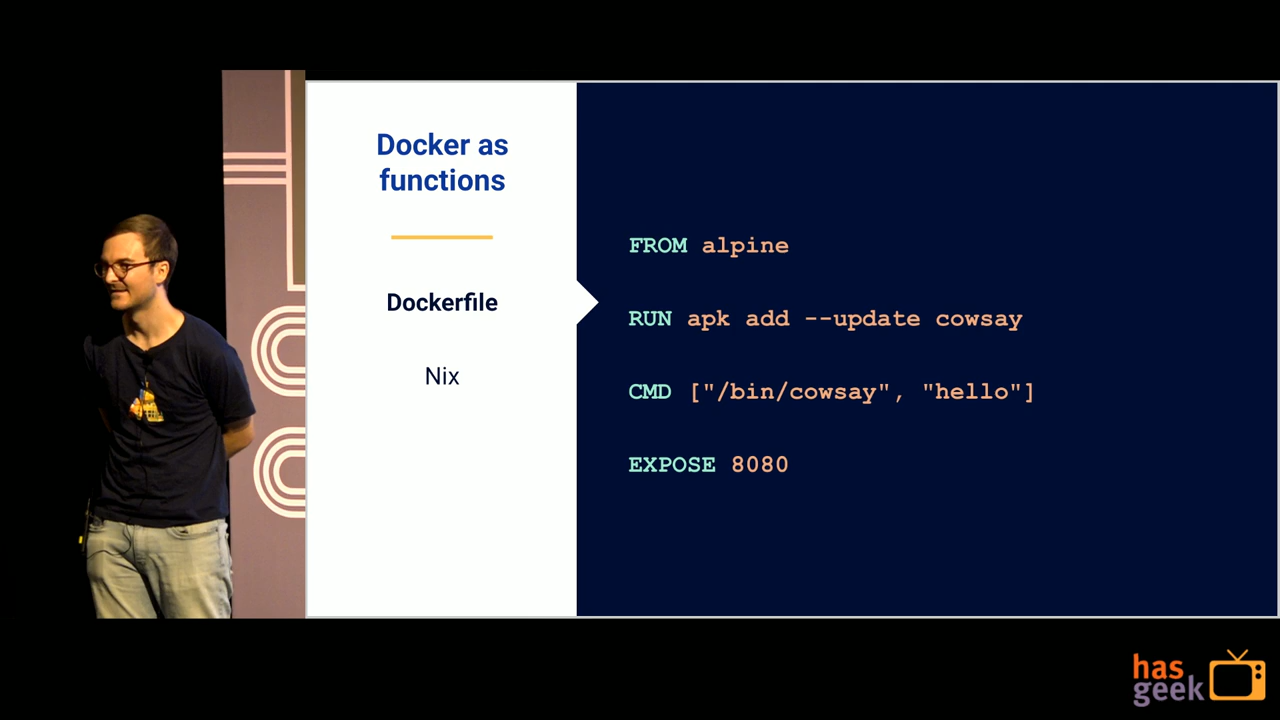 Docker as
functions
Dockerfile
Nix
FROM alpine
RUN apk add --update cowsay
CMD ["/bin/cowsay", "hello"]
EXPOSE 8080
has
geek